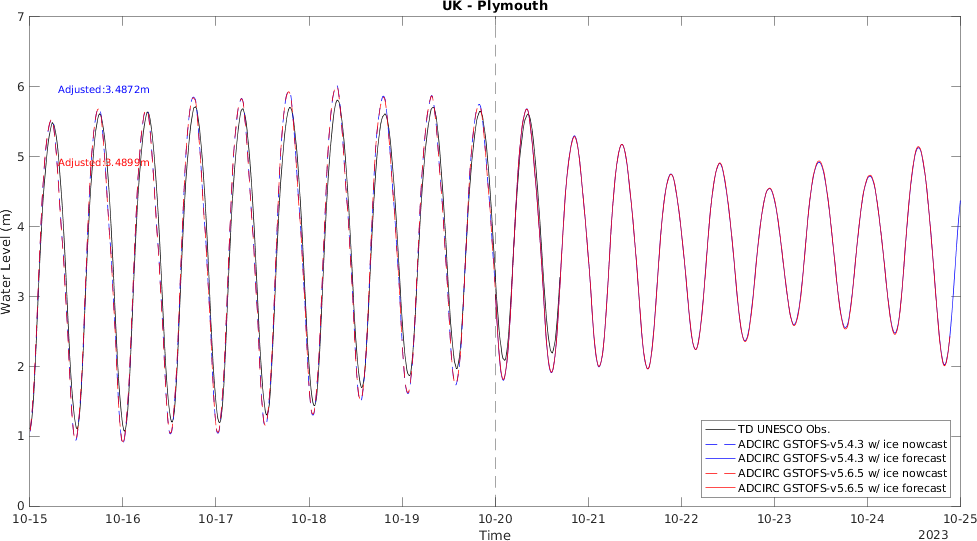 UK - Plymouth
7
6
5
4
3
2
1
0
Water Level (m)
Adjusted:3.4872m
Adjusted:3.4899m
TD UNESCO Obs.
ADCIRC GSTOFS-v5.4.3 w/ ice nowcast
ADCIRC GSTOFS-v5.4.3 w/ ice forecast
ADCIRC GSTOFS-v5.6.5 w/ ice nowcast
ADCIRC GSTOFS-v5.6.5 w/ ice forecast
10-15 10-16 10-17 10-18 10-19 10-20 10-21 10-22 10-23 10-24 10-25
Time
2023